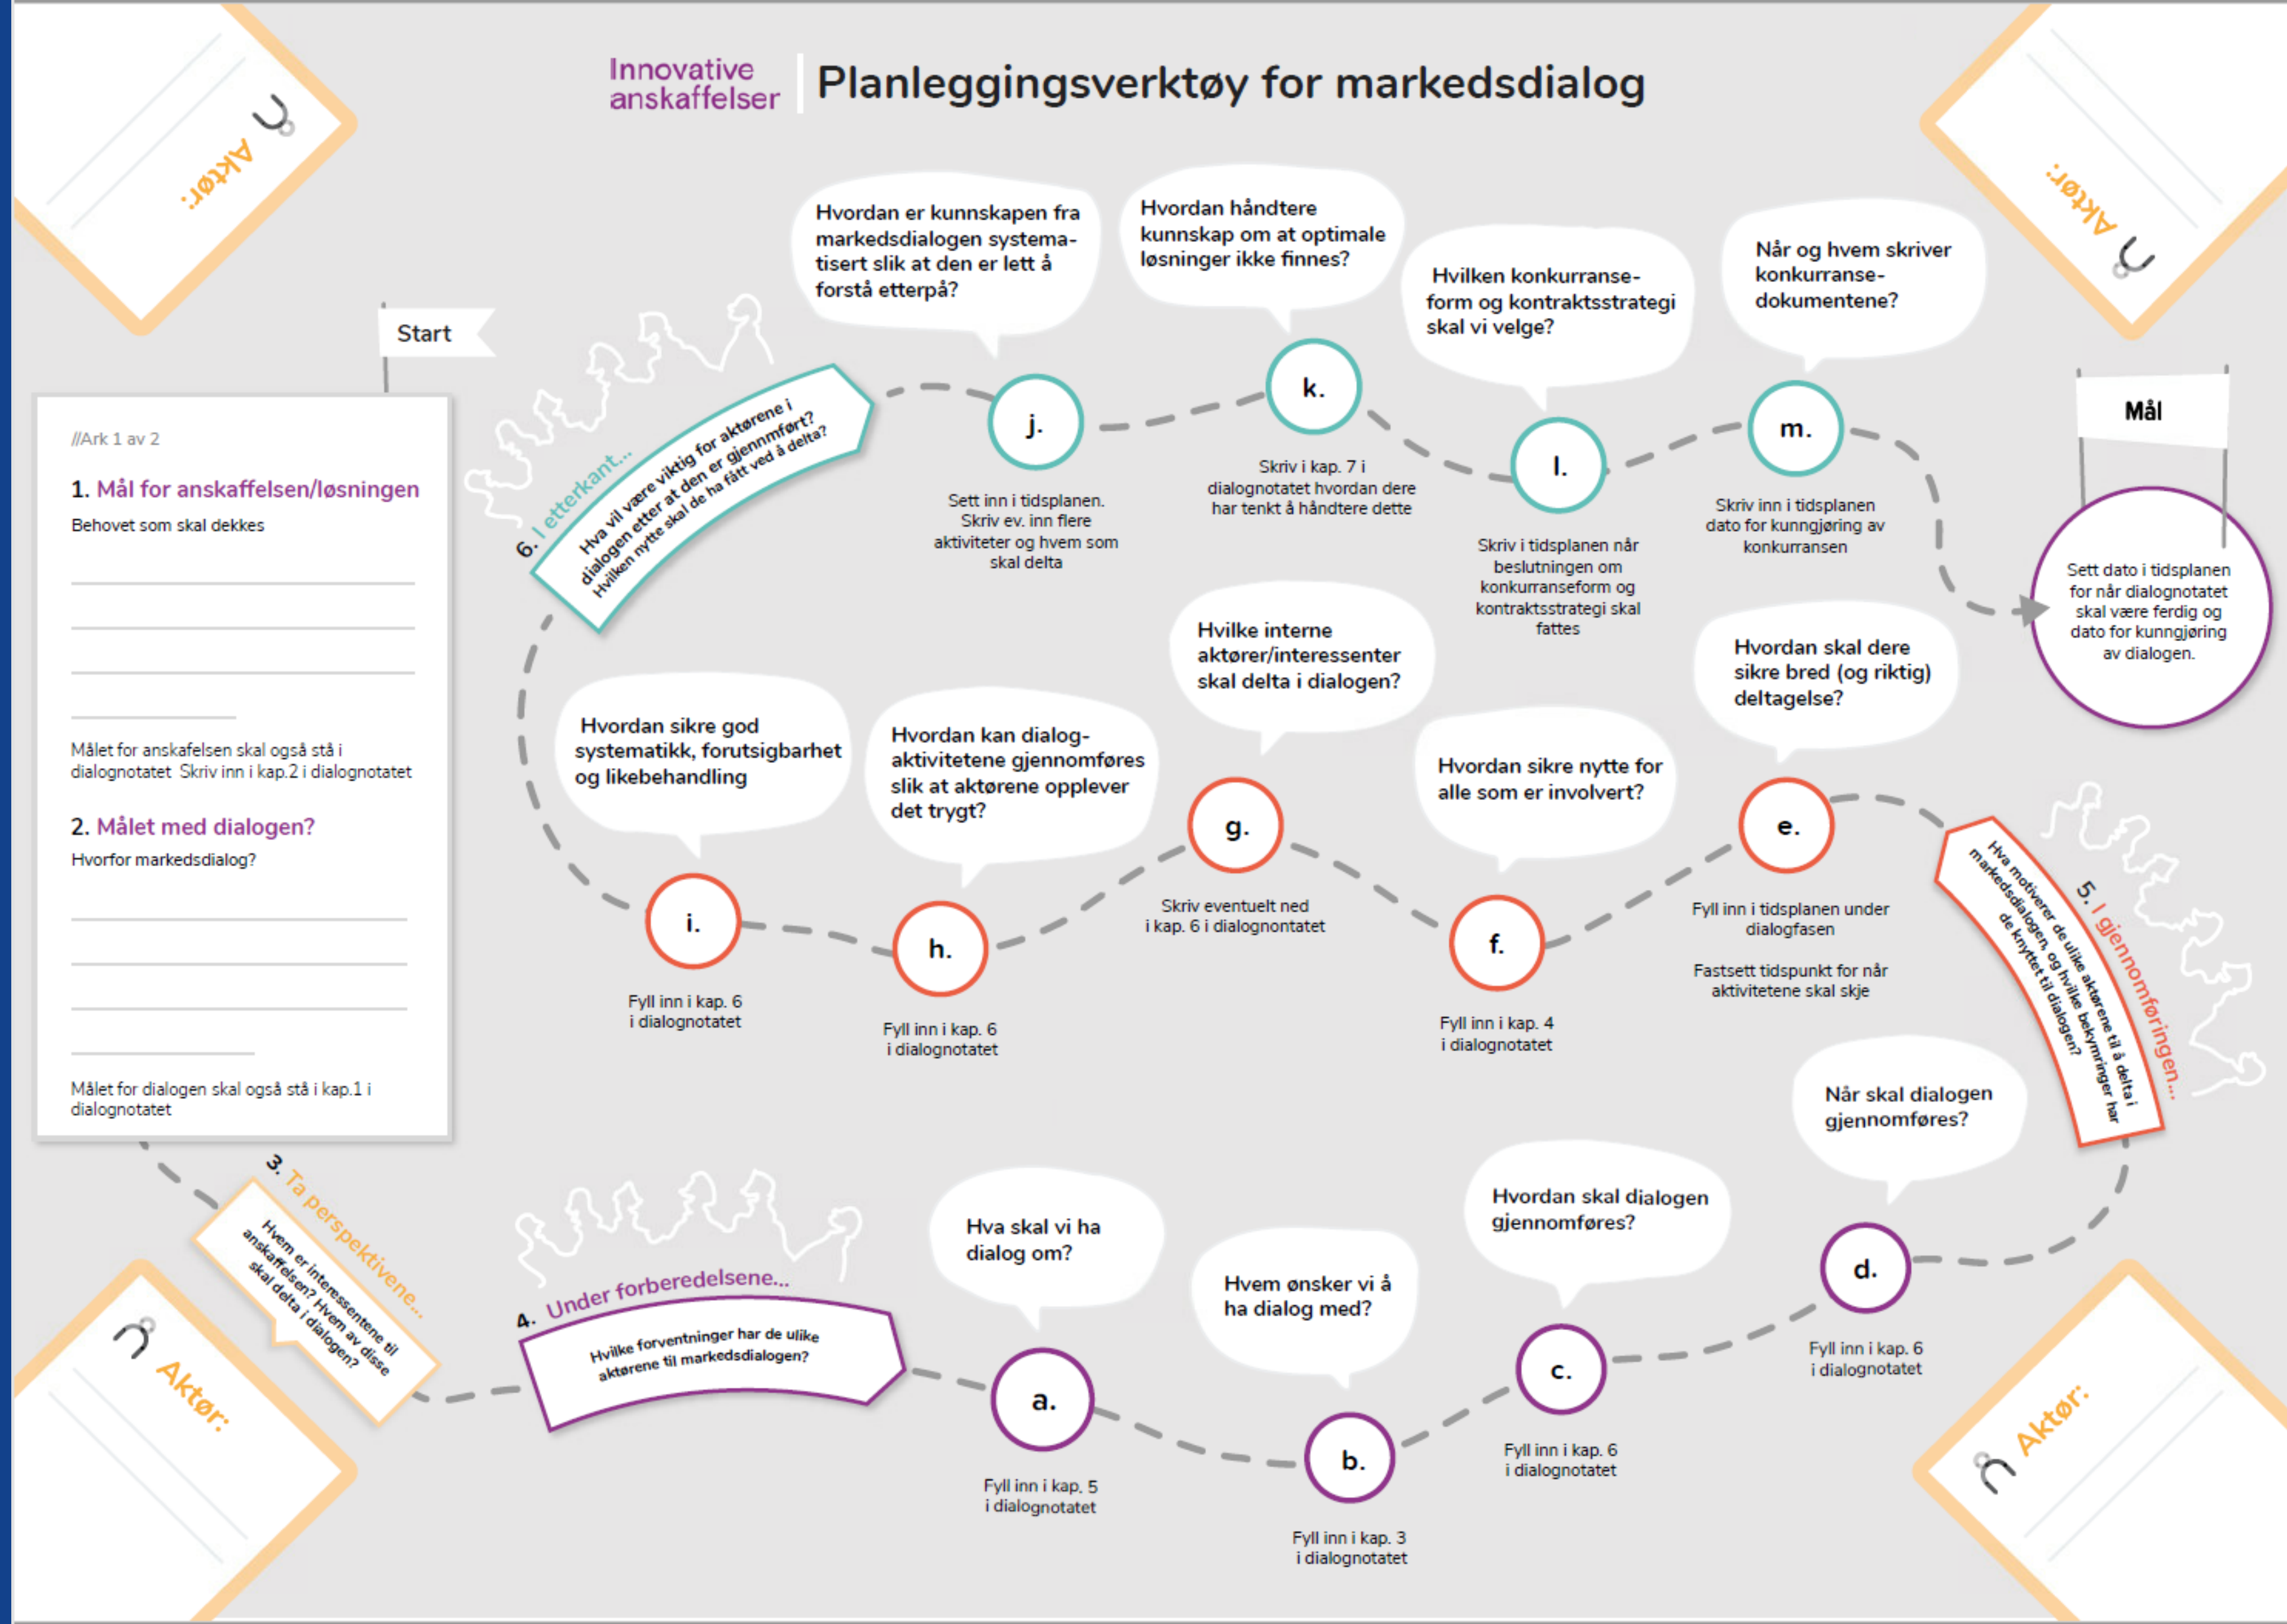 Innovative
anskaffelser
Planleggingsverktøy for markedsdialog
Aktør:
Aktør:
Start
//Ark 1 av 2
1. Mål for anskaffelsen/løsningen
Behovet som skal dekkes
Målet for anskafelsen skal også stå i
dialognotatet Skriv inn i kap.2 i dialognotatet
2. Målet med dialogen?
Hvorfor markedsdialog?
Målet for dialogen skal også stå i kap.1 i
dialognotatet
3. Ta perspektivene...
Hvem er interessentene til
anskaffelsen? Hvem av disse
skal delta i dialogen?
Aktør:
4. Under forberedelsene...
Hvilke forventninger har de ulike
aktørene til markedsdialogen?
Hva skal vi ha
dialog om?
a.
Fyll inn i kap. 5
i dialognotatet
Hvem ønsker vi å
ha dialog med?
b.
Fyll inn i kap. 3
i dialognotatet
Hvordan skal dialogen
gjennomføres?
c.
Fyll inn i kap. 6
i dialognotatet
Når skal dialogen
gjennomføres?
d.
Fyll inn i kap. 6
i dialognotatet
Aktør:
5. I gjennomføringen...
Hva motiverer de ulike aktørene til å delta i
markedsdialogen, og hvilke bekymringer har
de knyttet til dialogen?
Hvordan skal dere
sikre bred (og riktig)
deltagelse?
e.
Fyll inn i tidsplanen under
dialogfasen
Fastsett tidspunkt for når
aktivitetene skal skje
Hvordan sikre nytte for
alle som er involvert?
f.
Fyll inn i kap. 4
i dialognotatet
Hvilke interne
aktører/interessenter
skal delta i dialogen?
g.
Skriv eventuelt ned
i kap. 6 i dialognontatet
Hvordan kan dialog-
aktivitetene gjennomføres
slik at aktørene opplever
det trygt?
h.
Fyll inn i kap. 6
i dialognotatet
Hvordan sikre god
systematikk, forutsigbarhet
og likebehandling
i.
Fyll inn i kap. 6
i dialognotatet
6. I etterkant...
Hva vil være viktig for aktørene i
dialogen etter at den er gjennmført?
Hvilken nytte skal de ha fått ved å delta?
Hvordan er kunnskapen fra
markedsdialogen systema-
tisert slik at den er lett å
forstå etterpå?
j.
Sett inn i tidsplanen.
Skriv ev. inn flere
aktiviteter og hvem som
skal delta
Hvordan håndtere
kunnskap om at optimale
løsninger ikke finnes?
k.
Skriv i kap. 7 i
dialognotatet hvordan dere
har tenkt å håndtere dette
Hvilken konkurranse-
form og kontraktsstrategi
skal vi velge?
l.
Skriv i tidsplanen når
beslutningen om
konkurranseform og
kontraktsstrategi skal
fattes
Når og hvem skriver
konkurranse-
dokumentene?
m.
Skriv inn i tidsplanen
dato for kunngjøring av
konkurransen
Mål
Sett dato i tidsplanen
for når dialognotatet
skal være ferdig og
dato for kunngjøring
av dialogen.